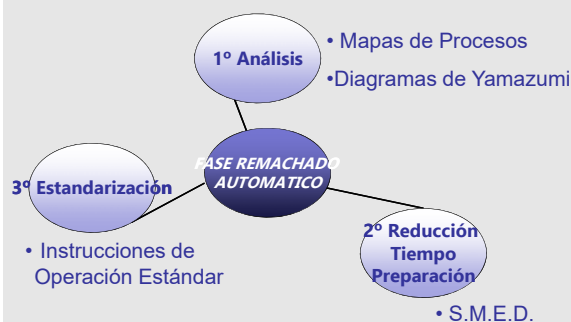 1º Análisis
• Mapas de Procesos
•Diagramas de Yamazumi
FASE REMACHADO
AUTOMATICO
3º Estandarización
• Instrucciones de
Operación Estándar
2º Reducción
Tiempo
Preparación
• S.M.E.D.